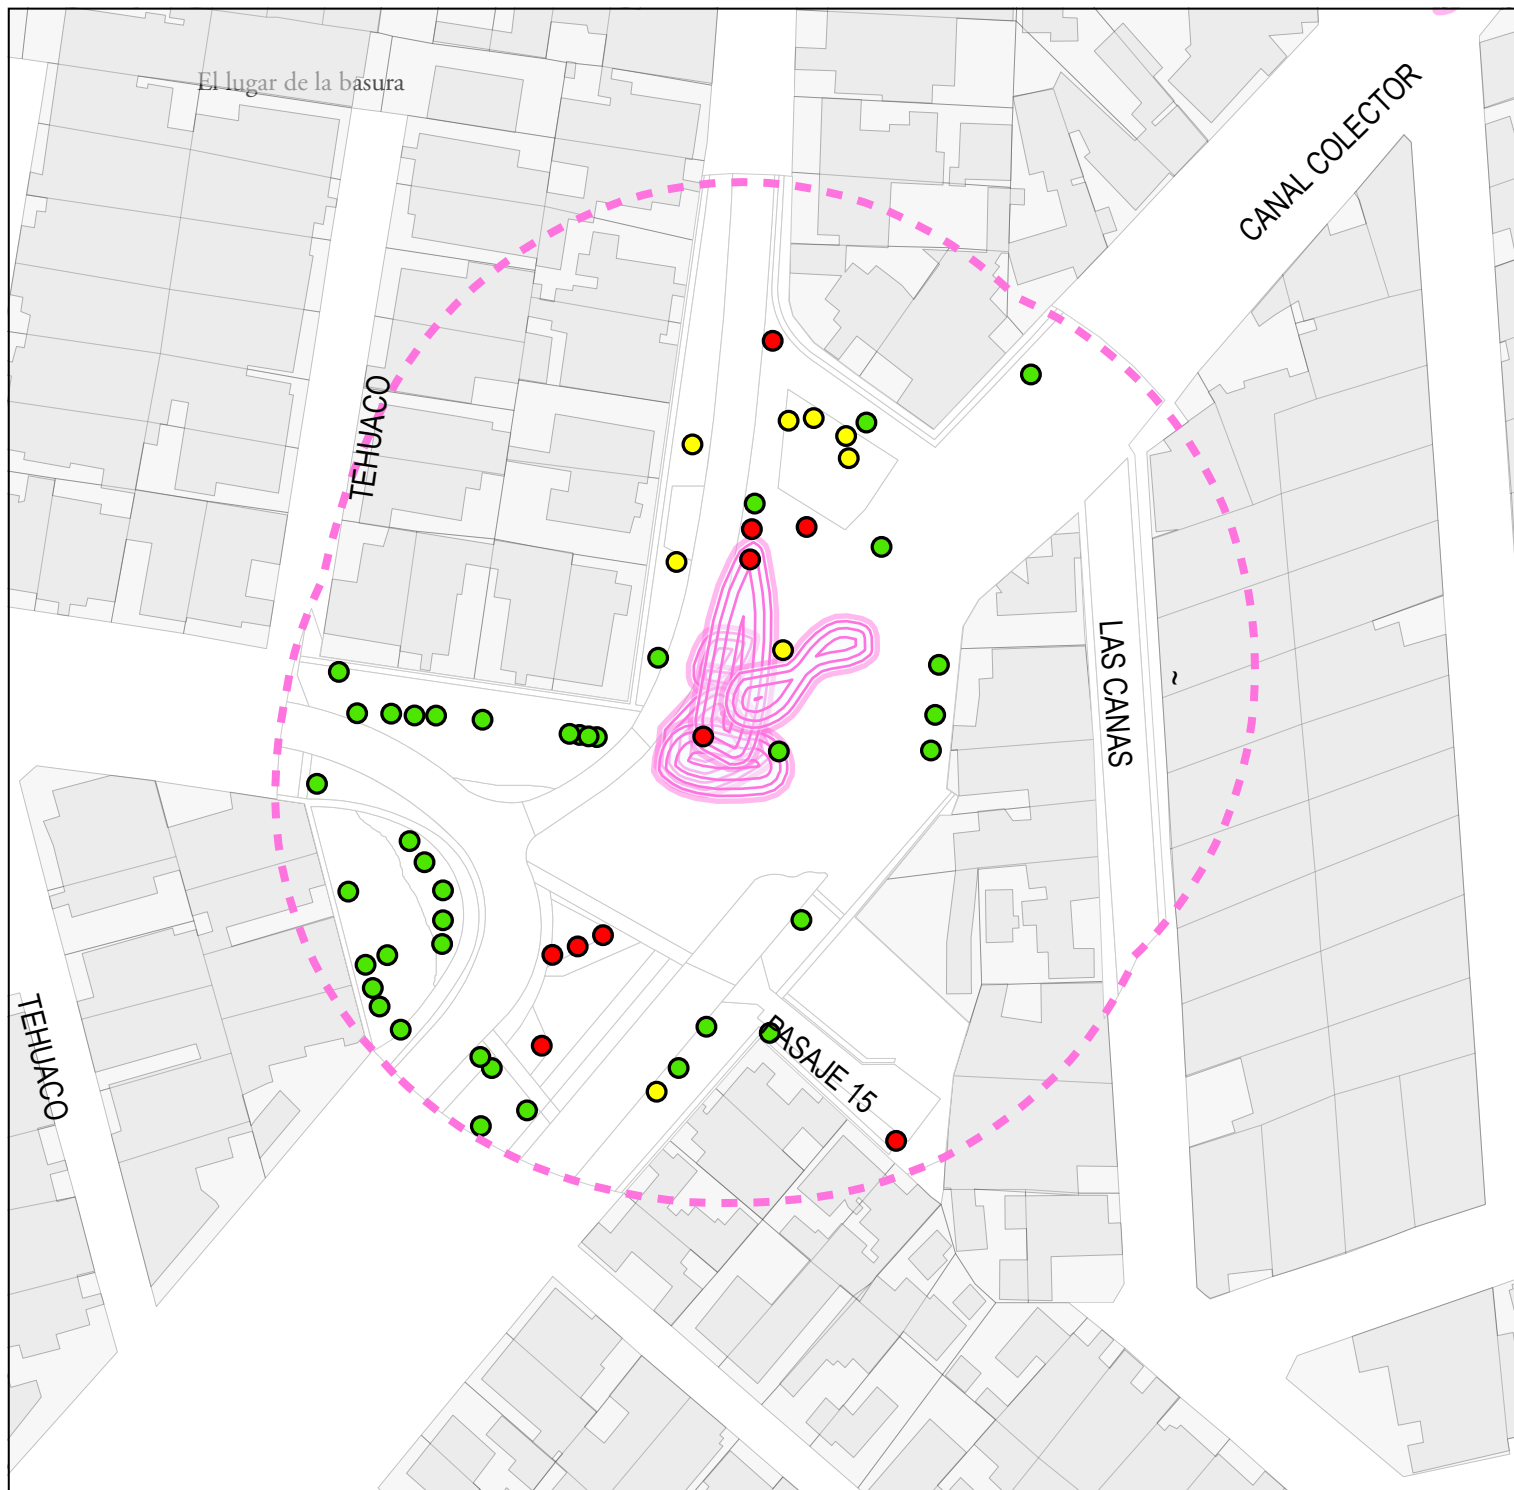 El lugar de la basura
CANAL COLECTOR
TEHUACO
LAS CANAS
~
TEHUACO
PASAJE 15